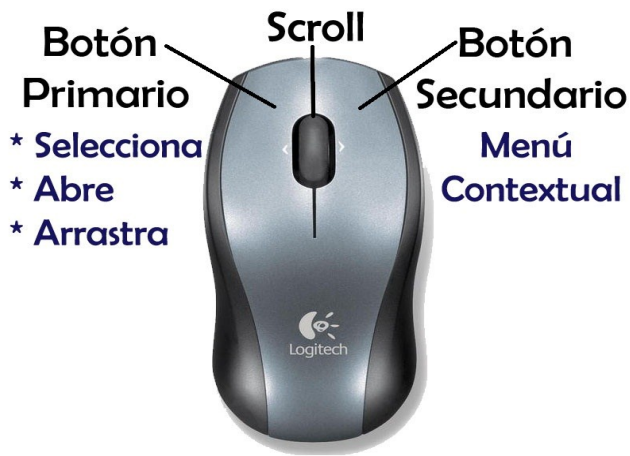 Scroll
Botón
Primario
* Selecciona
* Abre
* Arrastra
Botón
Secundario
Menú
Contextual
Logitech